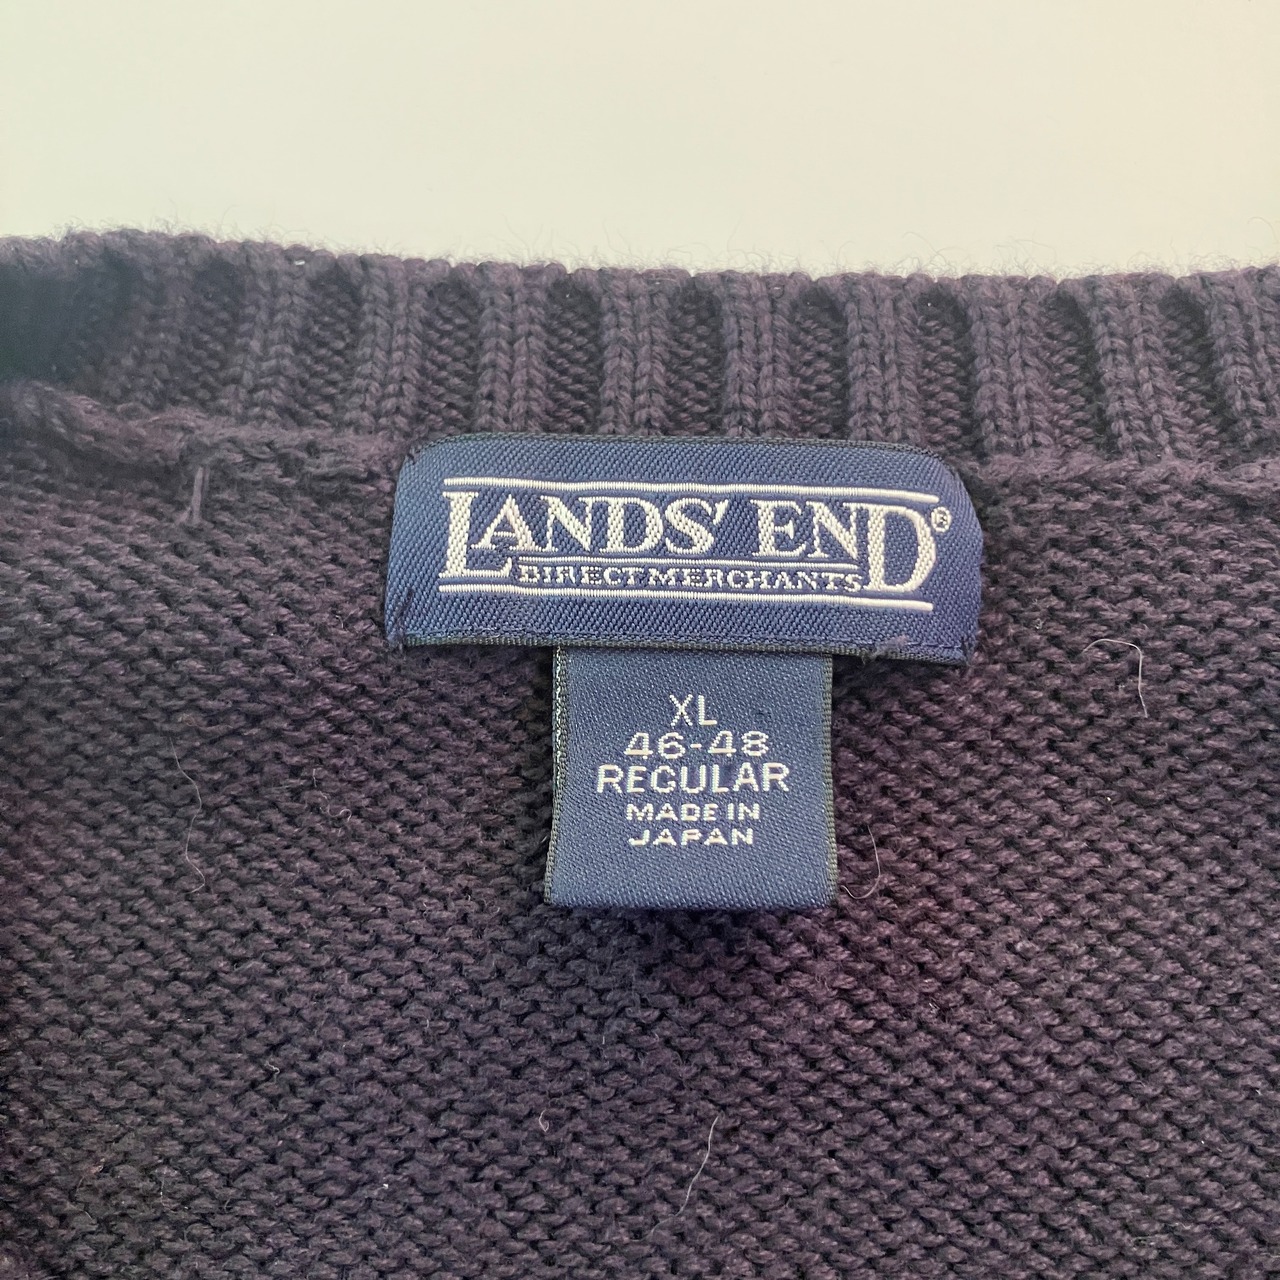 LANDS' END®
DIRECT MERCHANTS
XL
46-48
REGULAR
MADE IN
JAPAN